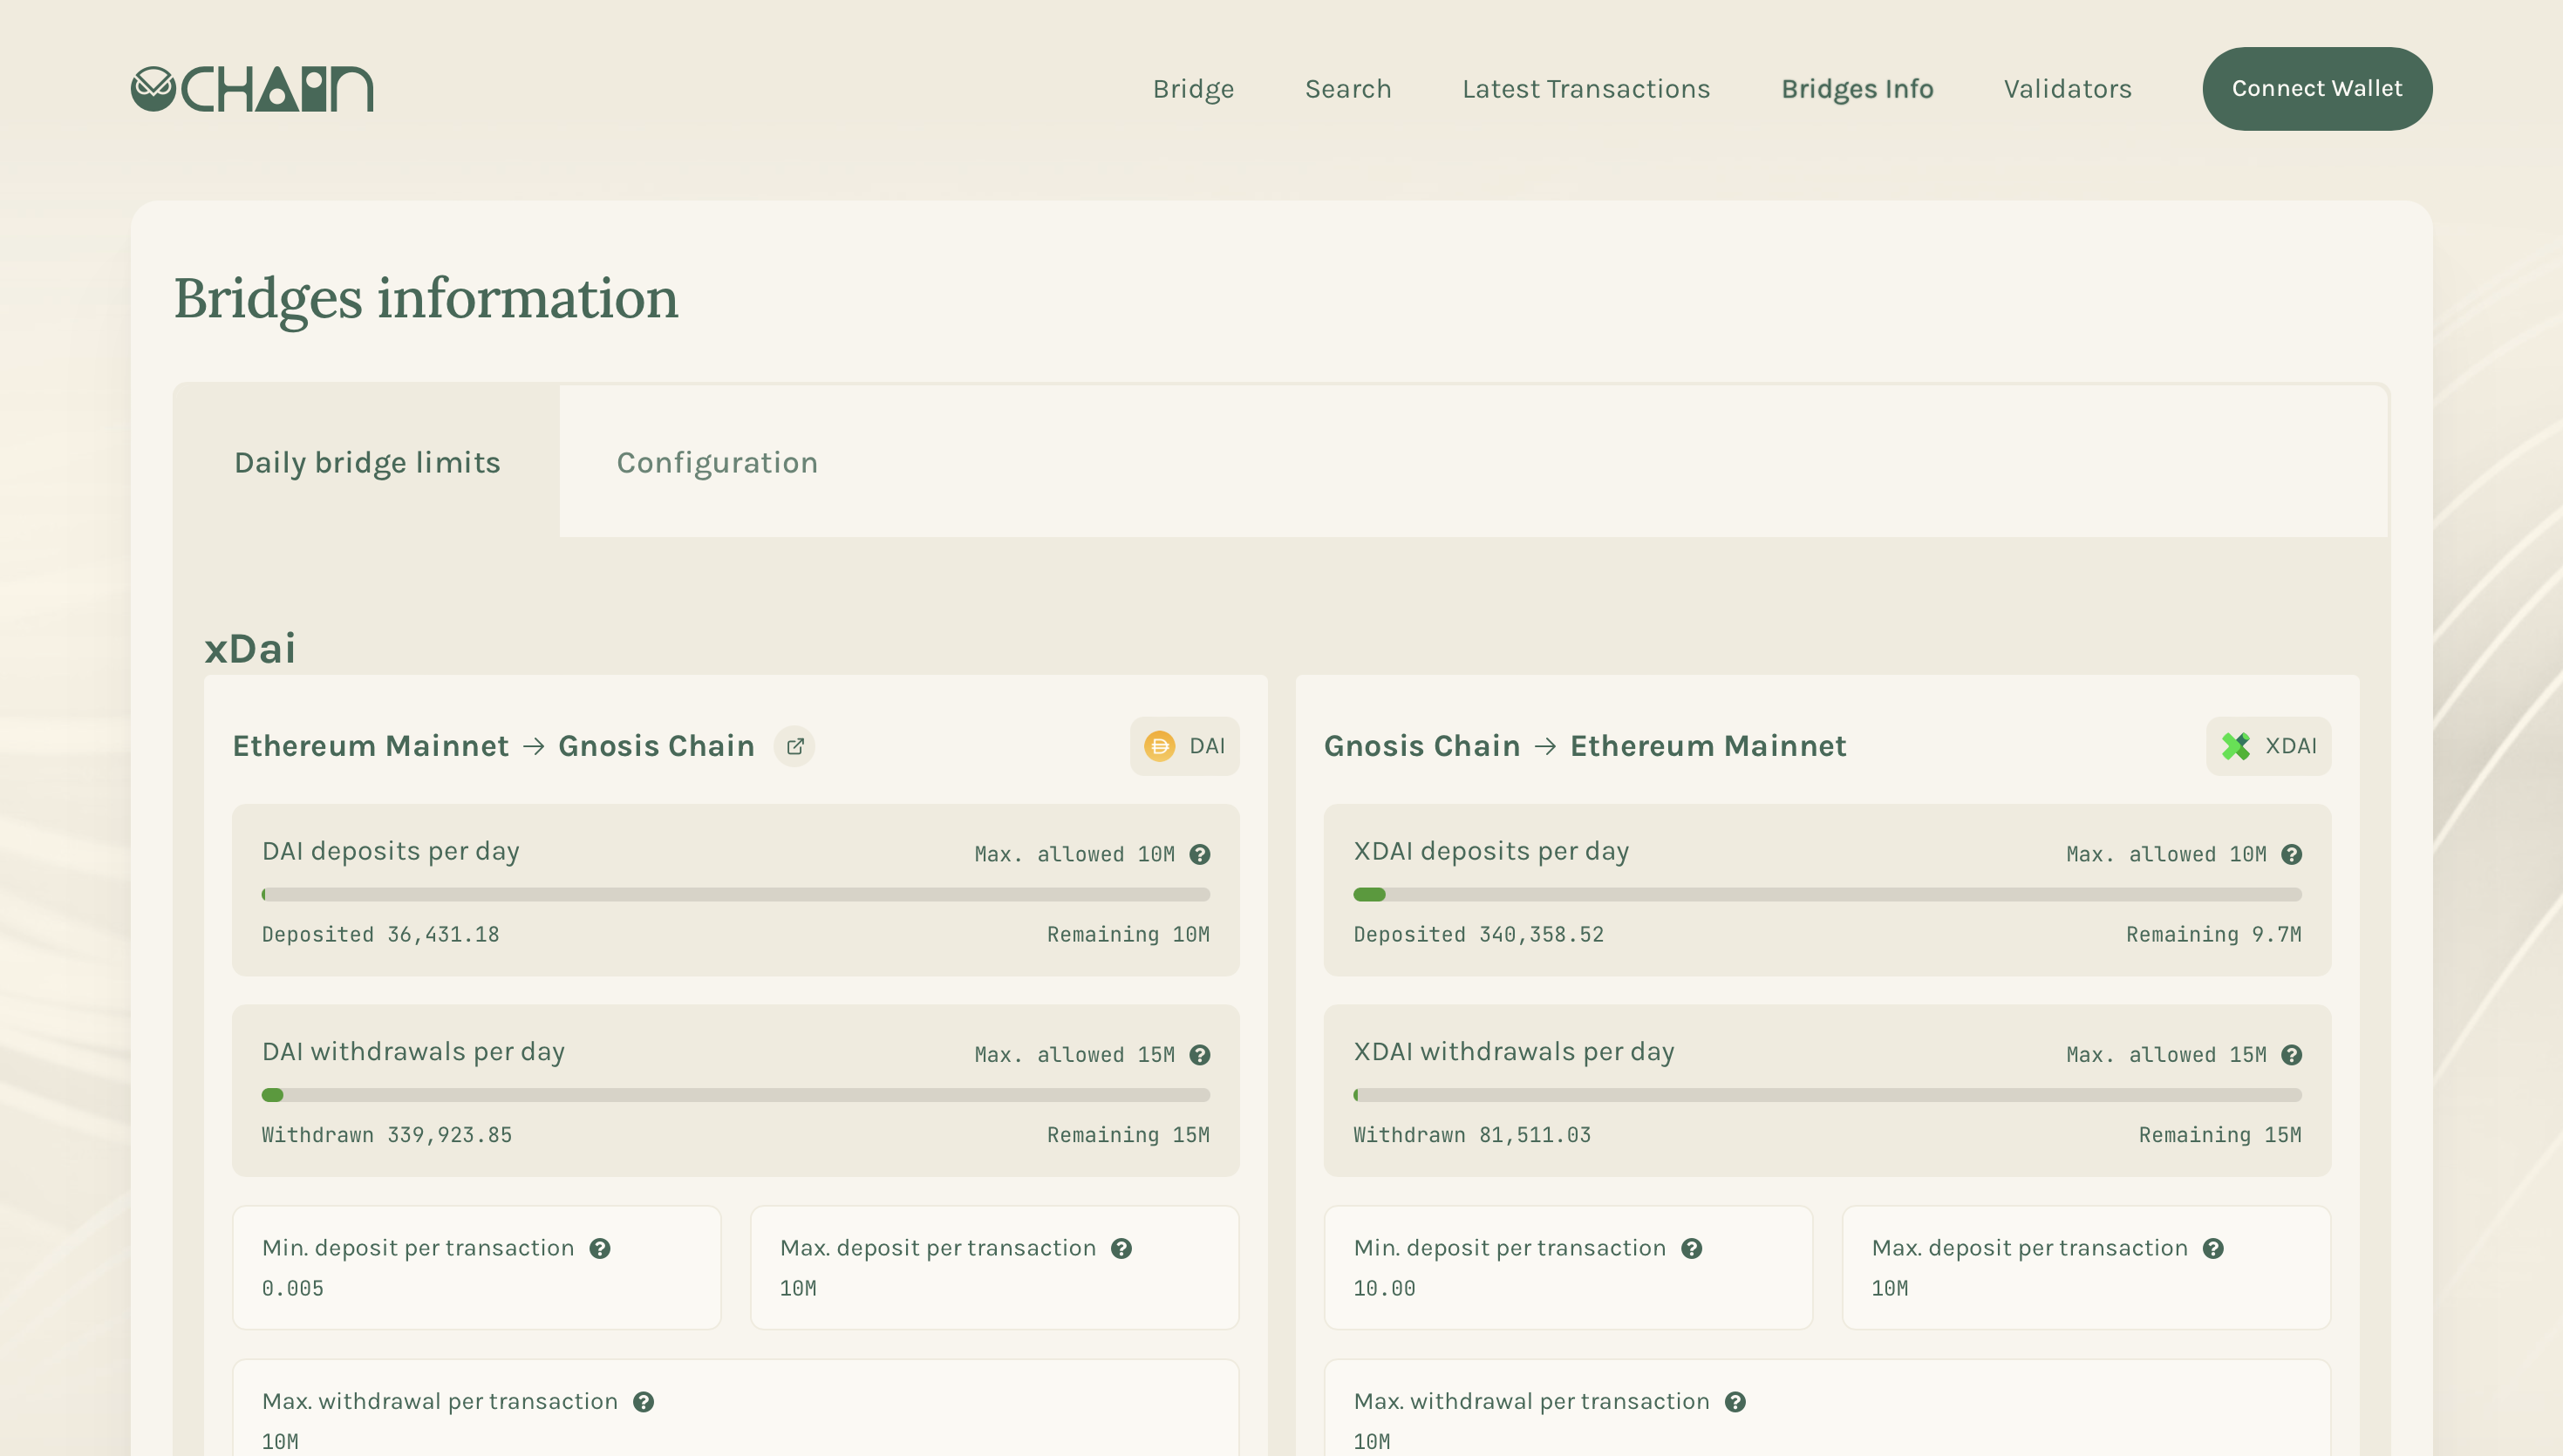 CHAIN
Bridge
Search
Latest Transactions
Bridges Info
Validators
Connect Wallet
Bridges information
Daily bridge limits
Configuration
xDai
Ethereum Mainnet → Gnosis Chain
DAI
DAI deposits per day
Max. allowed 10M
Deposited 36,431.18
Remaining 10M
DAI withdrawals per day
Max. allowed 15M
Withdrawn 339,923.85
Remaining 15M
Min. deposit per transaction
0.005
Max. deposit per transaction
10M
Max. withdrawal per transaction
10M
Gnosis Chain → Ethereum Mainnet
XDAI
XDAI deposits per day
Max. allowed 10M
Deposited 340,358.52
Remaining 9.7M
XDAI withdrawals per day
Max. allowed 15M
Withdrawn 81,511.03
Remaining 15M
Min. deposit per transaction
10.00
Max. deposit per transaction
10M
Max. withdrawal per transaction
10M